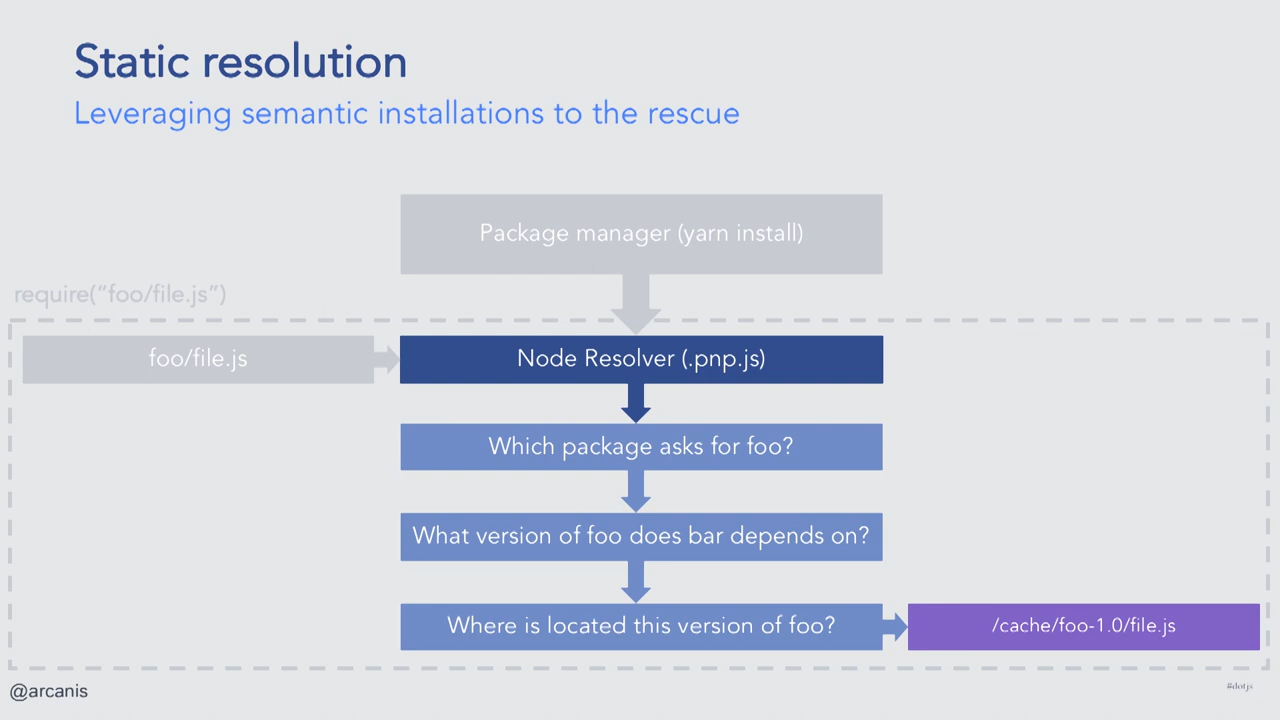 Static resolution
Leveraging semantic installations to the rescue
Package manager (yarn install)
require(“foo/file.js”)
foo/file.js
Node Resolver (.pnp.js)
Which package asks for foo?
What version of foo does bar depends on?
Where is located this version of foo?
/cache/foo-1.0/file.js
@arcanis
#dotjs